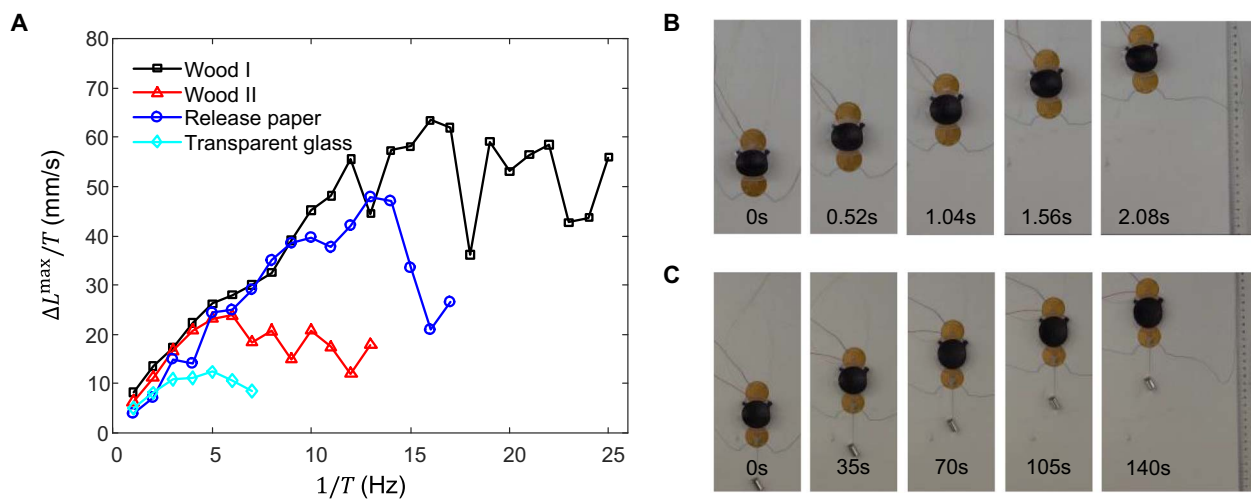 A
80
70
60
50
40
30
20
10
0
ΔL^max/T (mm/s)
Wood I
Wood II
Release paper
Transparent glass
0 5 10 15 20 25
1/T (Hz)
B
0s 0.52s 1.04s 1.56s 2.08s
C
0s 35s 70s 105s 140s